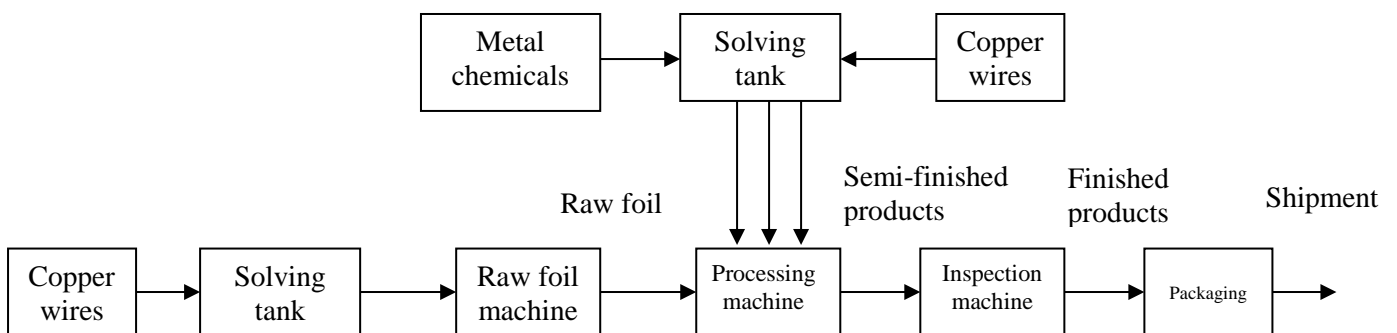 Metal
chemicals
Solving
tank
Copper
wires
Raw foil
Semi-finished
products
Finished
products
Shipment
Copper
wires
Solving
tank
Raw foil
machine
Processing
machine
Inspection
machine
Packaging